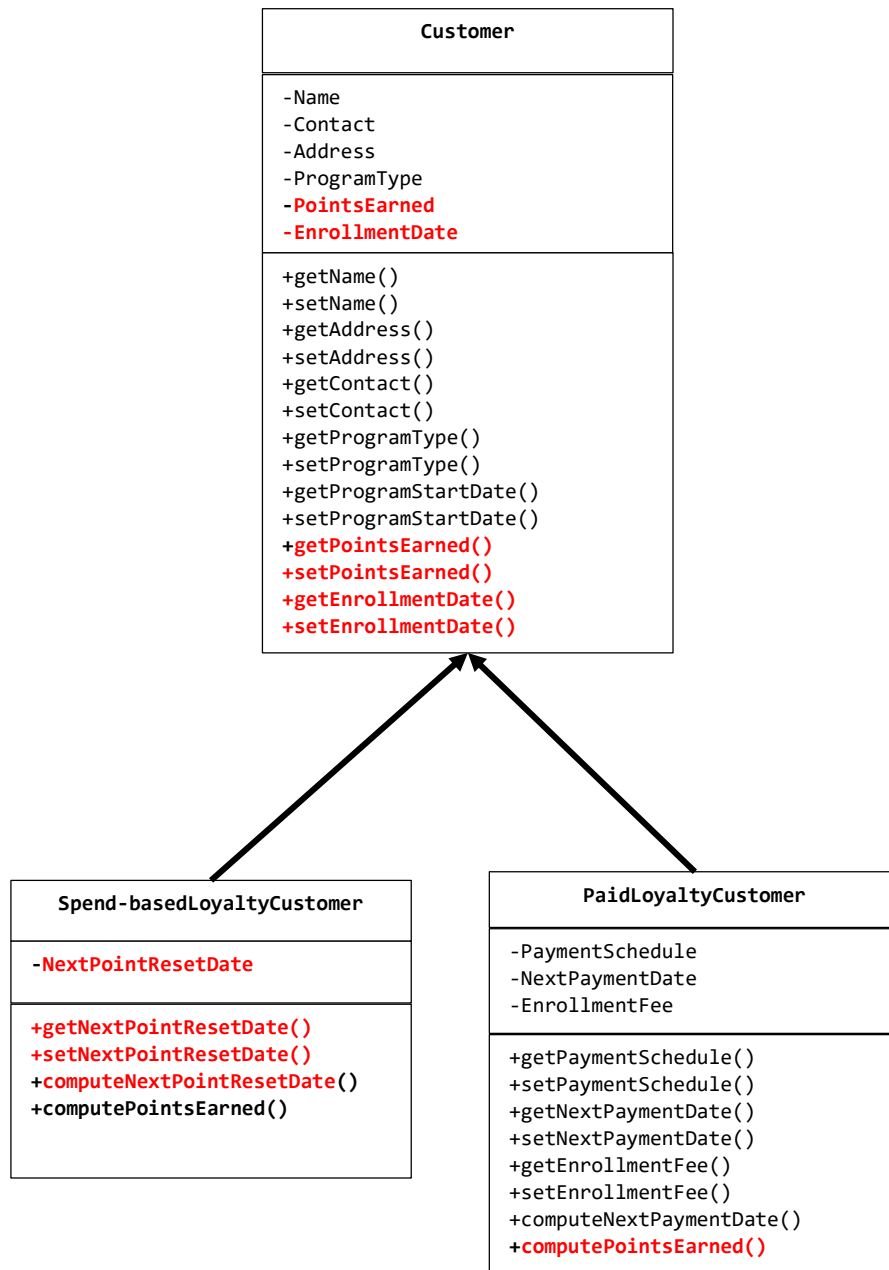 Customer
-Name
-Contact
-Address
-ProgramType
-PointsEarned
-EnrollmentDate
+getName()
+setName()
+getAddress()
+setAddress()
+getContact()
+setContact()
+getProgramType()
+setProgramType()
+getProgramStartDate()
+setProgramStartDate()
+getPointsEarned()
+setPointsEarned()
+getEnrollmentDate()
+setEnrollmentDate()
Spend-basedLoyaltyCustomer
-NextPointResetDate
+getNextPointResetDate()
+setNextPointResetDate()
+computeNextPointResetDate()
+computePointsEarned()
PaidLoyaltyCustomer
-PaymentSchedule
-NextPaymentDate
-EnrollmentFee
+getPaymentSchedule()
+setPaymentSchedule()
+getNextPaymentDate()
+setNextPaymentDate()
+getEnrollmentFee()
+setEnrollmentFee()
+computeNextPaymentDate()
+computePointsEarned()